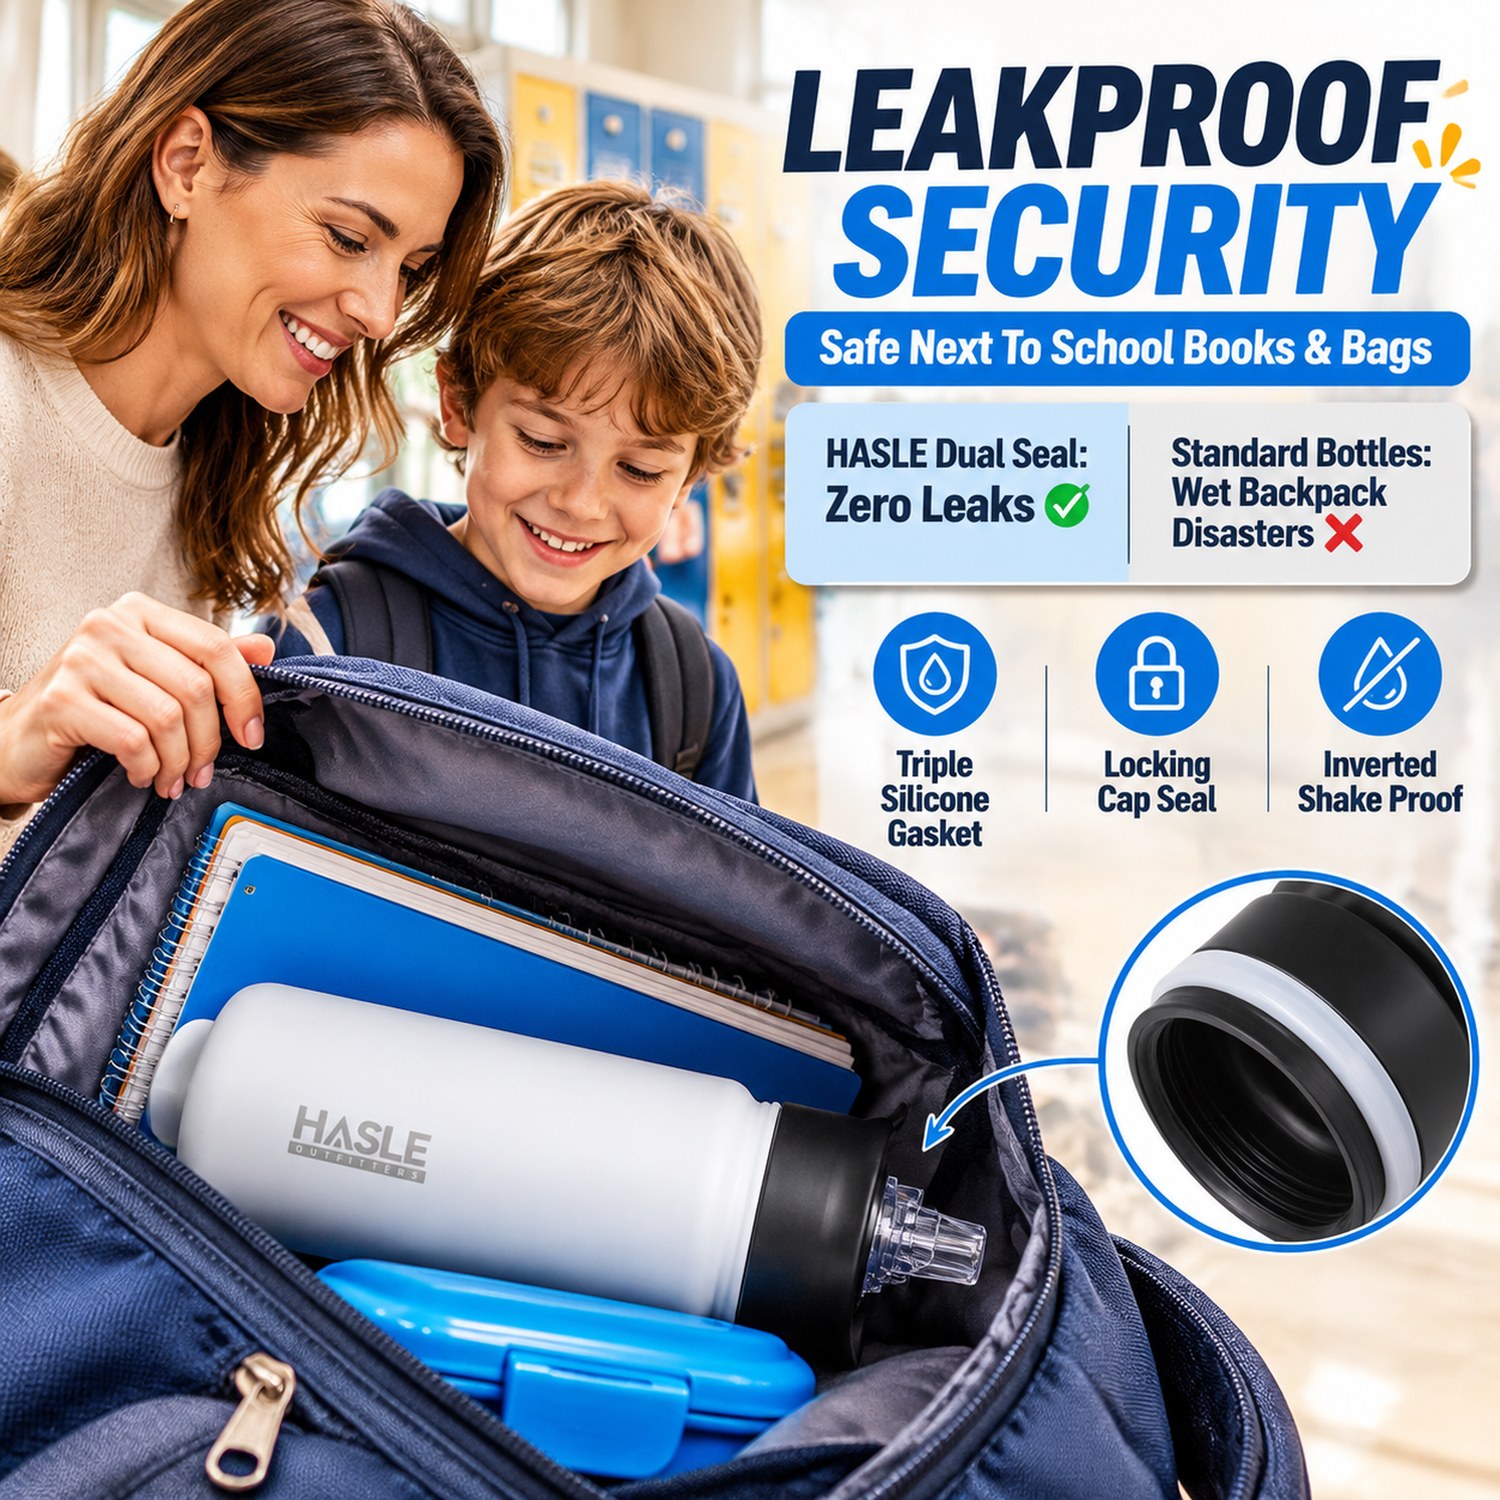 LEAKPROOF
SECURITY
Safe Next To School Books & Bags
HASLE Dual Seal:
Zero Leaks
Standard Bottles:
Wet Backpack
Disasters
Triple
Silicone
Gasket
Locking
Cap Seal
Inverted
Shake Proof
HASLE
OUTFITTERS